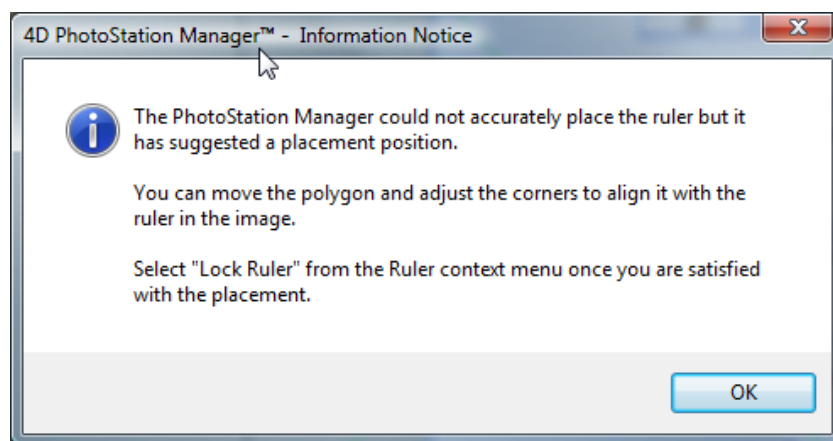 4D PhotoStation Manager™ - Information Notice
The PhotoStation Manager could not accurately place the ruler but it
has suggested a placement position.
You can move the polygon and adjust the corners to align it with the
ruler in the image.
Select "Lock Ruler" from the Ruler context menu once you are satisfied
with the placement.
OK